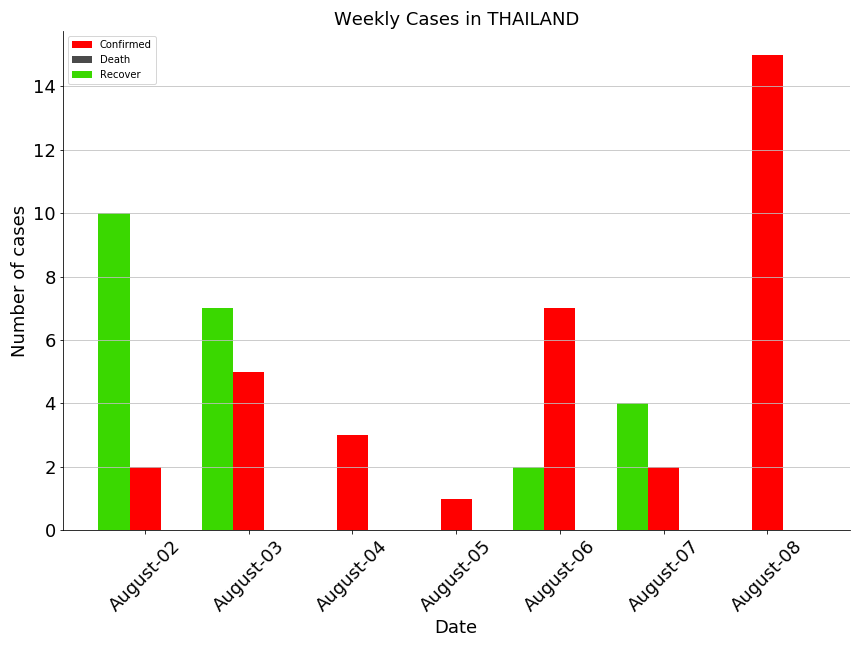 Weekly Cases in THAILAND
Confirmed
Death
Recover
Number of cases
14
12
10
8
6
4
2
0
August-02
August-03
August-04
August-05
August-06
August-07
August-08
Date